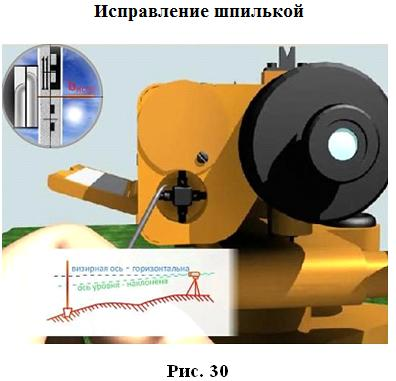 Исправление шпилькой
визирная ось - горизонтальна
ось уровня - наклонена
Рис. 30